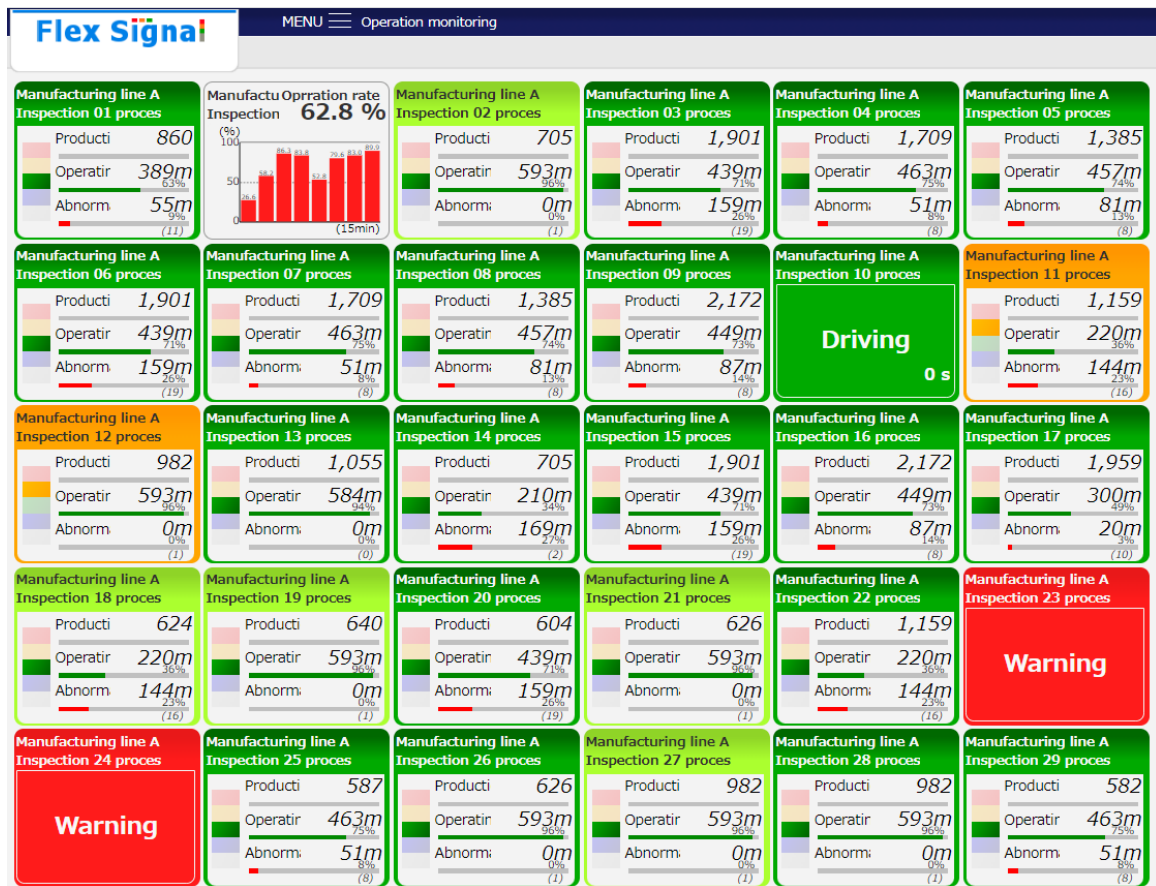 Flex Signal
MENU Operation monitoring
Manufacturing line A
Inspection 01 proces
Producti 860
Operatir 389m
63%
Abnorm 55m
9%
(11)
Manufactu Oprration rate
Inspection 62.8 %
(%)
100
50
0
26.6 58.2 86.3 83.8 52.8 79.6 83.0 89.9
(15min)
Manufacturing line A
Inspection 02 proces
Producti 705
Operatir 593m
96%
Abnorm 0m
0%
(1)
Manufacturing line A
Inspection 03 proces
Producti 1,901
Operatir 439m
71%
Abnorm 159m
26%
(19)
Manufacturing line A
Inspection 04 proces
Producti 1,709
Operatir 463m
75%
Abnorm 51m
8%
(8)
Manufacturing line A
Inspection 05 proces
Producti 1,385
Operatir 457m
74%
Abnorm 81m
13%
(8)
Manufacturing line A
Inspection 06 proces
Producti 1,901
Operatir 439m
71%
Abnorm 159m
26%
(19)
Manufacturing line A
Inspection 07 proces
Producti 1,709
Operatir 463m
75%
Abnorm 51m
8%
(8)
Manufacturing line A
Inspection 08 proces
Producti 1,385
Operatir 457m
74%
Abnorm 81m
13%
(8)
Manufacturing line A
Inspection 09 proces
Producti 2,172
Operatir 449m
73%
Abnorm 87m
14%
(8)
Manufacturing line A
Inspection 10 proces
Driving
0 s
Manufacturing line A
Inspection 11 proces
Producti 1,159
Operatir 220m
36%
Abnorm 144m
23%
(16)
Manufacturing line A
Inspection 12 proces
Producti 982
Operatir 593m
96%
Abnorm 0m
0%
(1)
Manufacturing line A
Inspection 13 proces
Producti 1,055
Operatir 584m
94%
Abnorm 0m
0%
(0)
Manufacturing line A
Inspection 14 proces
Producti 705
Operatir 210m
34%
Abnorm 169m
27%
(2)
Manufacturing line A
Inspection 15 proces
Producti 1,901
Operatir 439m
71%
Abnorm 159m
26%
(19)
Manufacturing line A
Inspection 16 proces
Producti 2,172
Operatir 449m
73%
Abnorm 87m
14%
(8)
Manufacturing line A
Inspection 17 proces
Producti 1,959
Operatir 300m
49%
Abnorm 20m
3%
(10)
Manufacturing line A
Inspection 18 proces
Producti 624
Operatir 220m
36%
Abnorm 144m
23%
(16)
Manufacturing line A
Inspection 19 proces
Producti 640
Operatir 593m
96%
Abnorm 0m
0%
(1)
Manufacturing line A
Inspection 20 proces
Producti 604
Operatir 439m
71%
Abnorm 159m
26%
(19)
Manufacturing line A
Inspection 21 proces
Producti 626
Operatir 593m
96%
Abnorm 0m
0%
(1)
Manufacturing line A
Inspection 22 proces
Producti 1,159
Operatir 220m
36%
Abnorm 144m
23%
(16)
Manufacturing line A
Inspection 23 proces
Warning
Manufacturing line A
Inspection 24 proces
Warning
Manufacturing line A
Inspection 25 proces
Producti 587
Operatir 463m
75%
Abnorm 51m
8%
(8)
Manufacturing line A
Inspection 26 proces
Producti 626
Operatir 593m
96%
Abnorm 0m
0%
(1)
Manufacturing line A
Inspection 27 proces
Producti 982
Operatir 593m
96%
Abnorm 0m
0%
(1)
Manufacturing line A
Inspection 28 proces
Producti 982
Operatir 593m
96%
Abnorm 0m
0%
(1)
Manufacturing line A
Inspection 29 proces
Producti 582
Operatir 463m
75%
Abnorm 51m
8%
(8)